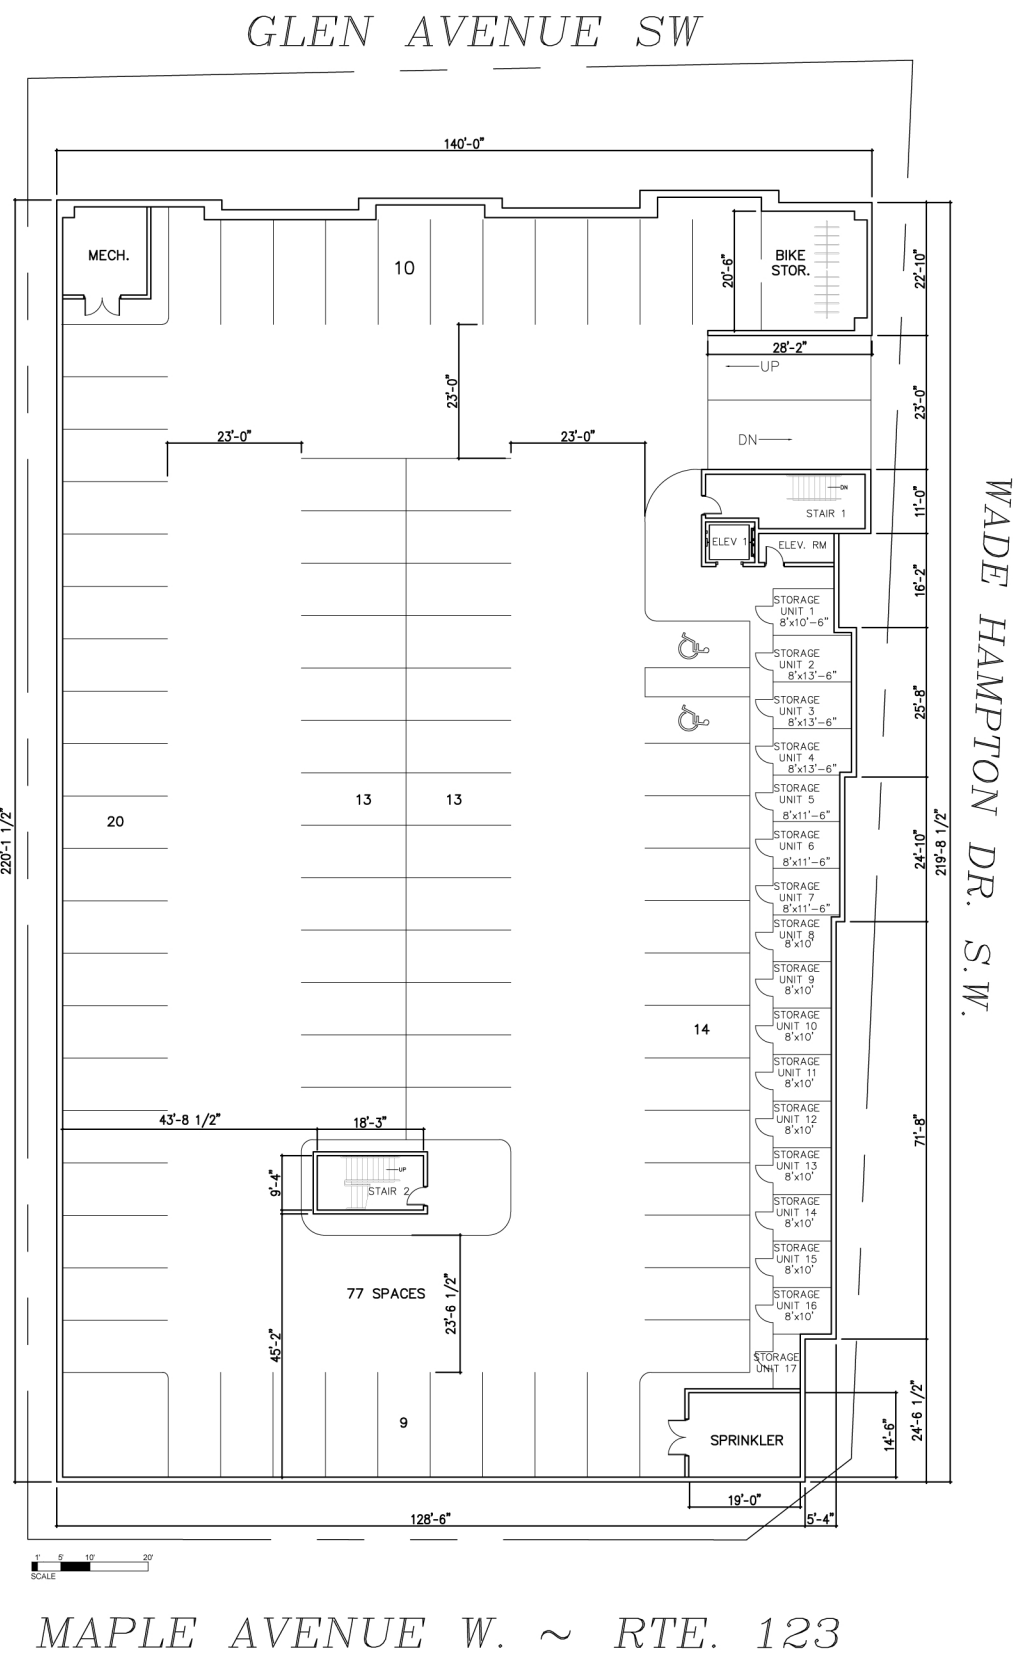 GLEN AVENUE SW
140'-0"
MECH.
10
BIKE
STOR.
20'-6"
22'-10"
28'-2"
UP
23'-0"
23'-0"
DN
23'-0"
23'-0"
DN
STAIR 1
11'-0"
ELEV 1
ELEV. RM
16'-2"
STORAGE
UNIT 1
8'x10'-6"
STORAGE
UNIT 2
8'x13'-6"
STORAGE
UNIT 3
8'x13'-6"
25'-8"
STORAGE
UNIT 4
8'x13'-6"
STORAGE
UNIT 5
8'x11'-6"
STORAGE
UNIT 6
8'x11'-6"
STORAGE
UNIT 7
8'x11'-6"
24'-10"
219'-8 1/2"
WADE HAMPTON DR. S.W.
13
13
20
220'-1 1/2"
STORAGE
UNIT 8
8'x10'
STORAGE
UNIT 9
8'x10'
STORAGE
UNIT 10
8'x10'
14
STORAGE
UNIT 11
8'x10'
STORAGE
UNIT 12
8'x10'
71'-8"
43'-8 1/2"
18'-3"
STORAGE
UNIT 13
8'x10'
9'-4"
UP
STAIR 2
STORAGE
UNIT 14
8'x10'
STORAGE
UNIT 15
8'x10'
77 SPACES
23'-6 1/2"
STORAGE
UNIT 16
8'x10'
45'-2"
STORAGE
UNIT 17
24'-6 1/2"
9
SPRINKLER
14'-6"
19'-0"
128'-6"
5'-4"
1' 5' 10' 20'
SCALE
MAPLE AVENUE W. ~ RTE. 123